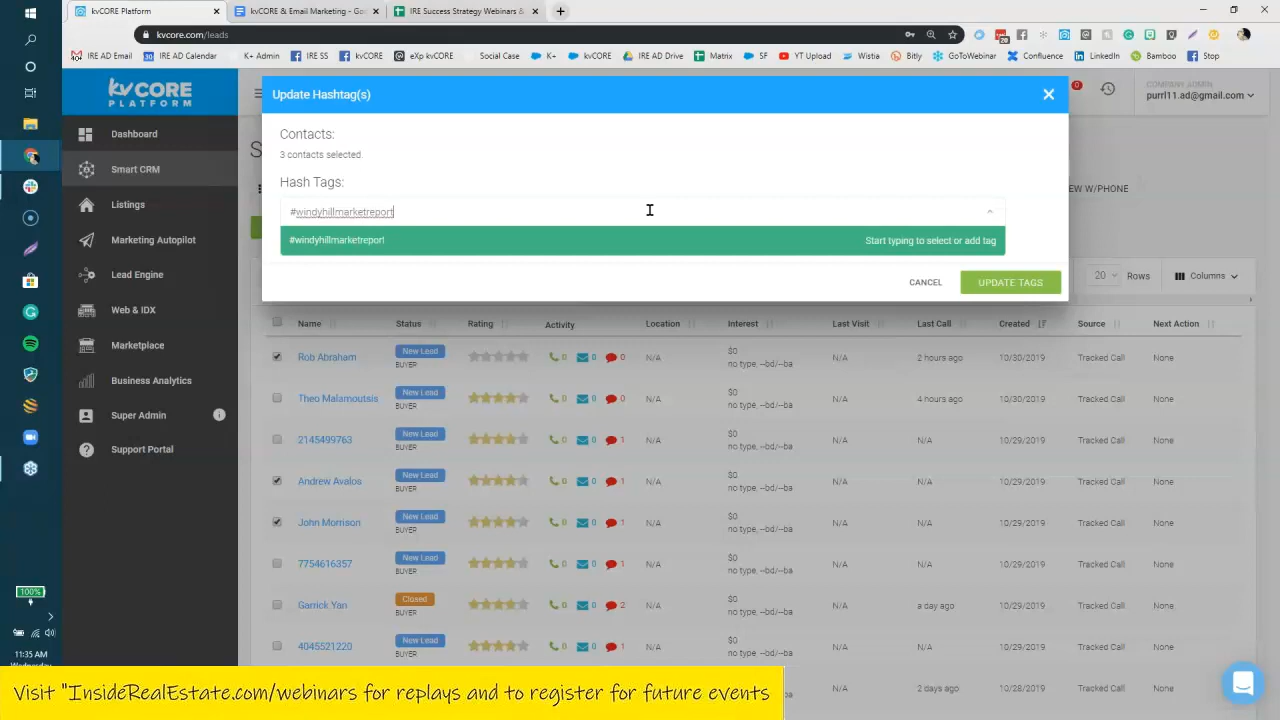 kvCORE Platform
kvCORE EMa & Marketing - G
IRE Success Strategy Webinars &
kvcore.com/leads
IRE AD Main
IRE AD Calendar
K+ Admin
IRE SS
kvCORE SS
eXp kvCORE
Social Case
K+
kvCORE
IRE AD Drive
Matrix
SF
YT Upload
Wistia
Bitly
GoToWebinar
Confluence
LinkedIn
Bamboo
Spot
kvCORE
PLATFORM
Update Hashtag(s)
COMPANY ADMIN
purrl11.ad@gmail.com
Dashboard
Smart CRM
Listings
Marketing Autopilot
Lead Engine
Web & IDX
Marketplace
Business Analytics
Super Admin
Support Portal
Contacts:
3 contacts selected.
Hash Tags:
#windyhillmarketreport
#windyhillmarketreport
Start typing to select or add tag
CANCEL
UPDATE TAGS
EW W/PHONE
20 Rows
Columns
Name Status Rating Activity Location Interest Last Visit Last Call Created Source Next Action
Rob Abraham New Lead BUYER 0 0 0 N/A $0 no type, --bd/--ba N/A 2 hours ago 10/30/2019 Tracked Call None
Theo Malamoutsis New Lead BUYER 0 0 0 N/A $0 no type, --bd/--ba N/A 4 hours ago 10/30/2019 Tracked Call None
2145499763 New Lead BUYER 0 0 1 N/A $0 no type, --bd/--ba N/A N/A 10/29/2019 Tracked Call None
Andrew Avalos New Lead BUYER 0 0 1 N/A $0 no type, --bd/--ba N/A N/A 10/29/2019 Tracked Call None
John Morrison New Lead BUYER 0 0 1 N/A $0 no type, --bd/--ba N/A N/A 10/29/2019 Tracked Call None
7754616357 New Lead BUYER 0 0 1 N/A $0 no type, --bd/--ba N/A N/A 10/29/2019 Tracked Call None
Garrick Yan Closed BUYER 0 0 2 N/A $0 no type, --bd/--ba N/A a day ago 10/29/2019 Tracked Call None
4045521220 New Lead BUYER 0 0 1 N/A $0 no type, --bd/--ba N/A N/A 10/29/2019 Tracked Call None
N/A 2 days ago 10/28/2019 Tracked Call None
100%
11:35 AM
Wednesday
Visit "InsideRealEstate.com/webinars for replays and to register for future events